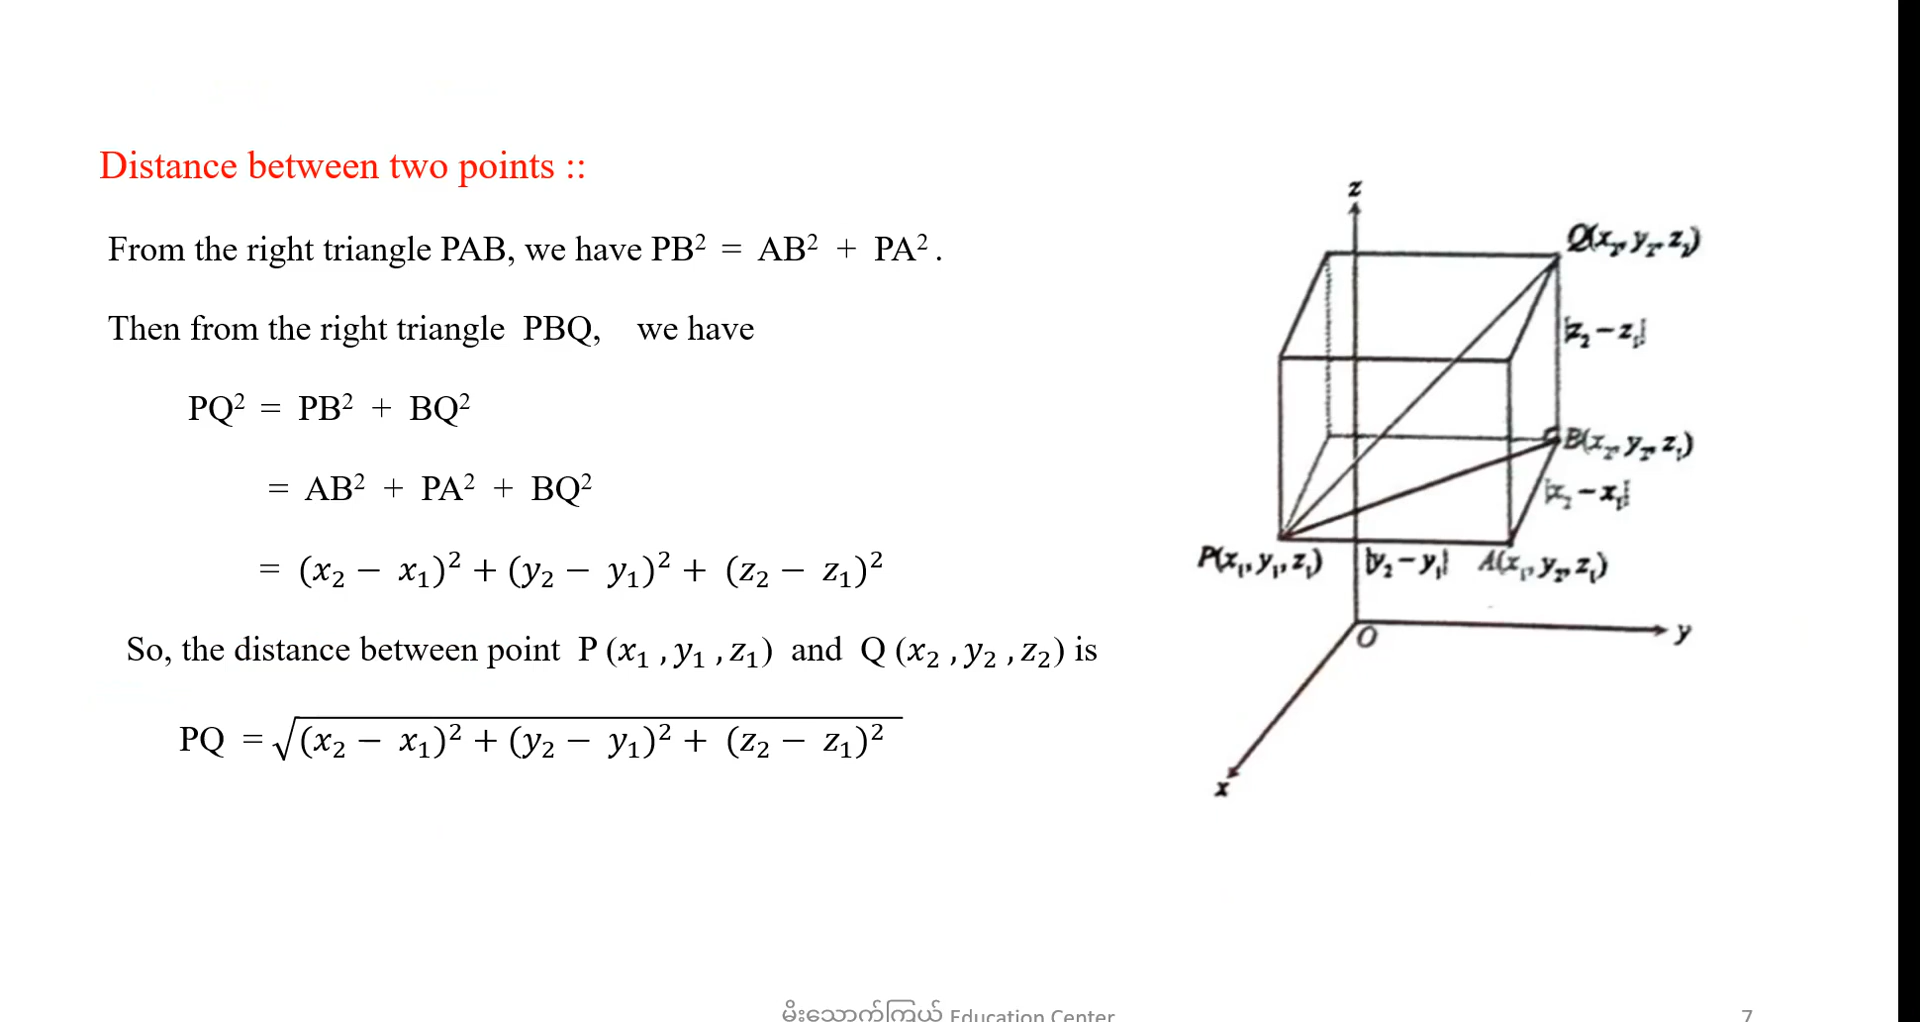 Distance between two points ::
From the right triangle PAB, we have PB² = AB² + PA² .
Then from the right triangle PBQ, we have
PQ² = PB² + BQ²
= AB² + PA² + BQ²
= (x₂ − x₁)² + (y₂ − y₁)² + (z₂ − z₁)²
So, the distance between point P (x₁ , y₁ , z₁) and Q (x₂ , y₂ , z₂) is
PQ = √(x₂ − x₁)² + (y₂ − y₁)² + (z₂ − z₁)²
z
Q(x₂, y₂, z₂)
|z₂ − z₁|
B(x₂, y₂, z₁)
|x₂ − x₁|
P(x₁, y₁, z₁)
|y₂ − y₁|
A(x₁, y₂, z₁)
O
y
x
မိုးသောက်ကြယ် Education Center
7